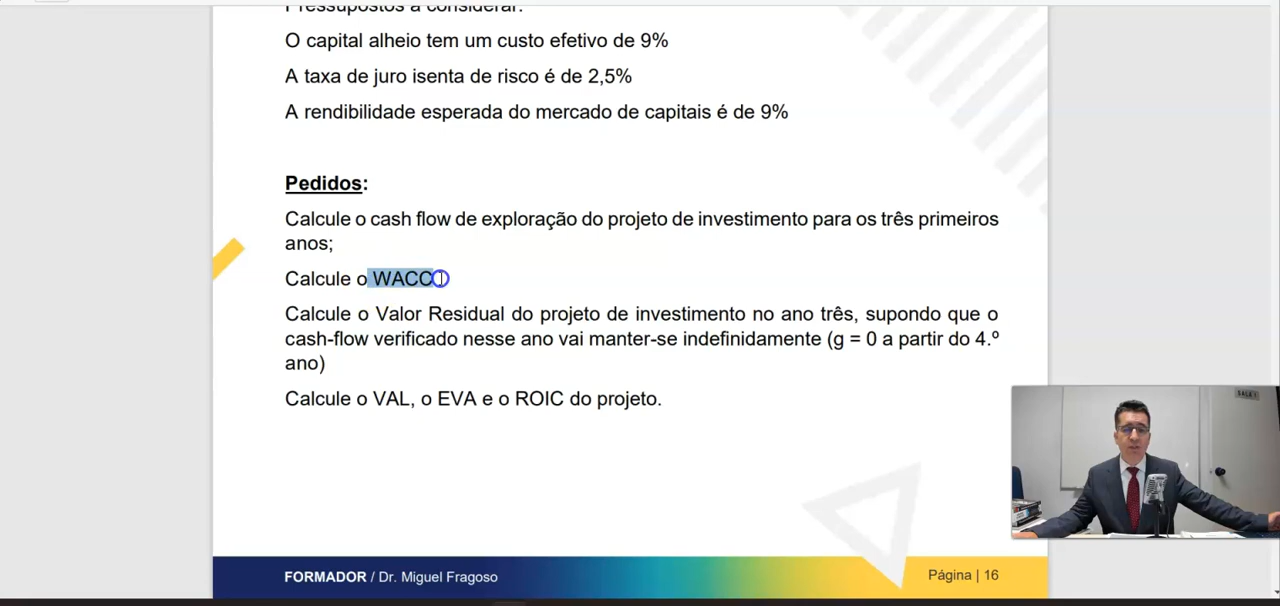 Pressupostos a considerar:
O capital alheio tem um custo efetivo de 9%
A taxa de juro isenta de risco é de 2,5%
A rendibilidade esperada do mercado de capitais é de 9%
Pedidos:
Calcule o cash flow de exploração do projeto de investimento para os três primeiros
anos;
Calcule o WACC
Calcule o Valor Residual do projeto de investimento no ano três, supondo que o
cash-flow verificado nesse ano vai manter-se indefinidamente (g = 0 a partir do 4.º
ano)
Calcule o VAL, o EVA e o ROIC do projeto.
FORMADOR / Dr. Miguel Fragoso
Página | 16